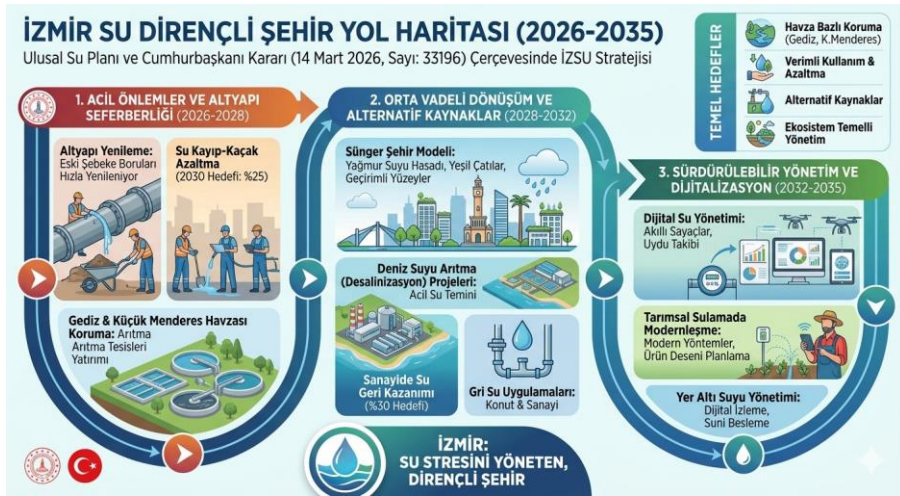 İZMİR SU DİRENÇLİ ŞEHİR YOL HARİTASI (2026-2035)
Ulusal Su Planı ve Cumhurbaşkanı Kararı (14 Mart 2026, Sayı: 33196) Çerçevesinde İZSU Stratejisi
TEMEL HEDEFLER
Havza Bazlı Koruma
(Gediz, K.Menderes)
Verimli Kullanım &
Azaltma
Alternatif Kaynaklar
Ekosistem Temelli
Yönetim
1. ACİL ÖNLEMLER VE ALTYAPI
SEFERBERLİĞİ (2026-2028)
Altyapı Yenileme:
Eski Şebeke Boruları
Hızla Yenileniyor
Su Kayıp-Kaçak
Azaltma
(2030 Hedefi: %25)
Gediz & Küçük Menderes Havzası
Koruma: Arıtma
Arıtma Tesisleri
Yatırımı
2. ORTA VADELİ DÖNÜŞÜM VE
ALTERNATİF KAYNAKLAR (2028-2032)
Sünger Şehir Modeli:
Yağmur Suyu Hasadı, Yeşil Çatılar,
Geçirimli Yüzeyler
Deniz Suyu Arıtma
(Desalinizasyon) Projeleri:
Acil Su Temini
Sanayide Su
Geri Kazanımı
(%30 Hedefi)
Gri Su Uygulamaları:
Konut & Sanayi
3. SÜRDÜRÜLEBİLİR YÖNETİM VE
DİJİTALİZASYON (2032-2035)
Dijital Su Yönetimi:
Akıllı Sayaçlar,
Uydu Takibi
Tarımsal Sulamada
Modernleşme:
Modern Yöntemler,
Ürün Deseni Planlama
Yer Altı Suyu Yönetimi:
Dijital İzleme,
Suni Besleme
İZMİR:
SU STRESİNİ YÖNETEN,
DİRENÇLİ ŞEHİR